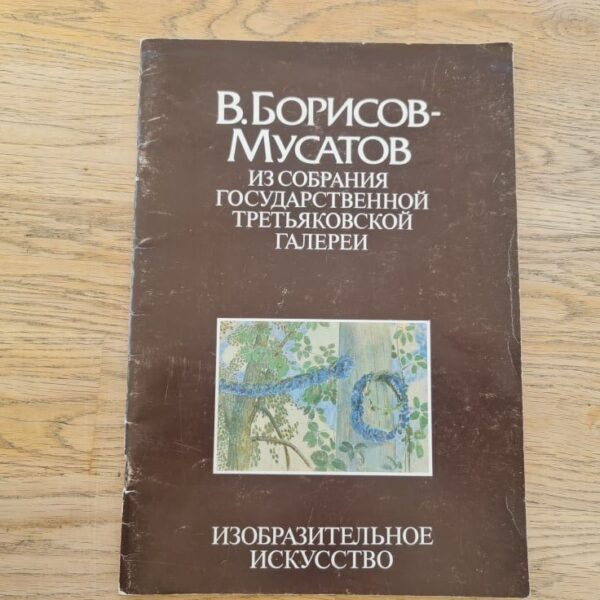 В. БОРИСОВ-
МУСАТОВ
ИЗ СОБРАНИЯ
ГОСУДАРСТВЕННОЙ
ТРЕТЬЯКОВСКОЙ
ГАЛЕРЕИ
ИЗОБРАЗИТЕЛЬНОЕ
ИСКУССТВО